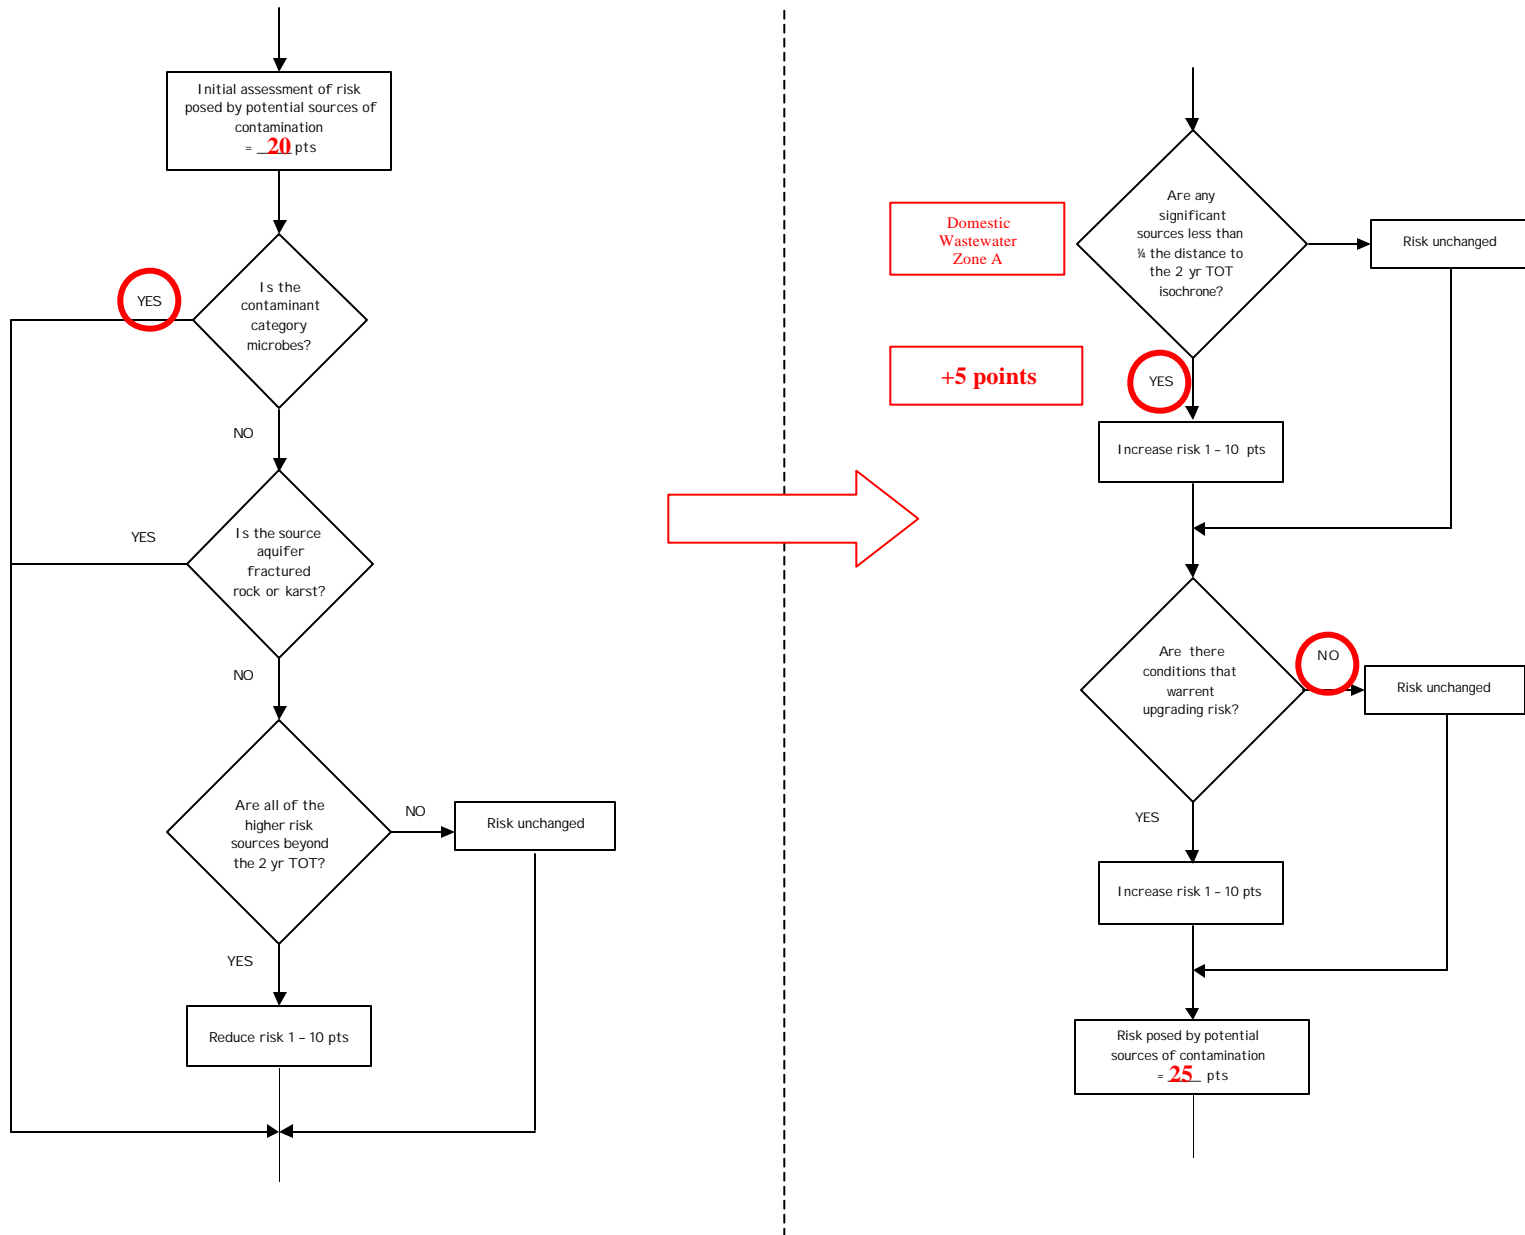 Initial assessment of risk
posed by potential sources of
contamination
= 20 pts
YES
Is the
contaminant
category
microbes?
NO
YES
Is the source
aquifer
fractured
rock or karst?
NO
Are all of the
higher risk
sources beyond
the 2 yr TOT?
NO
Risk unchanged
YES
Reduce risk 1 – 10 pts
Domestic
Wastewater
Zone A
Are any
significant
sources less than
¼ the distance to
the 2 yr TOT
isochrone?
Risk unchanged
+5 points
YES
Increase risk 1 – 10 pts
Are there
conditions that
warrent
upgrading risk?
NO
Risk unchanged
YES
Increase risk 1 – 10 pts
Risk posed by potential
sources of contamination
= 25 pts